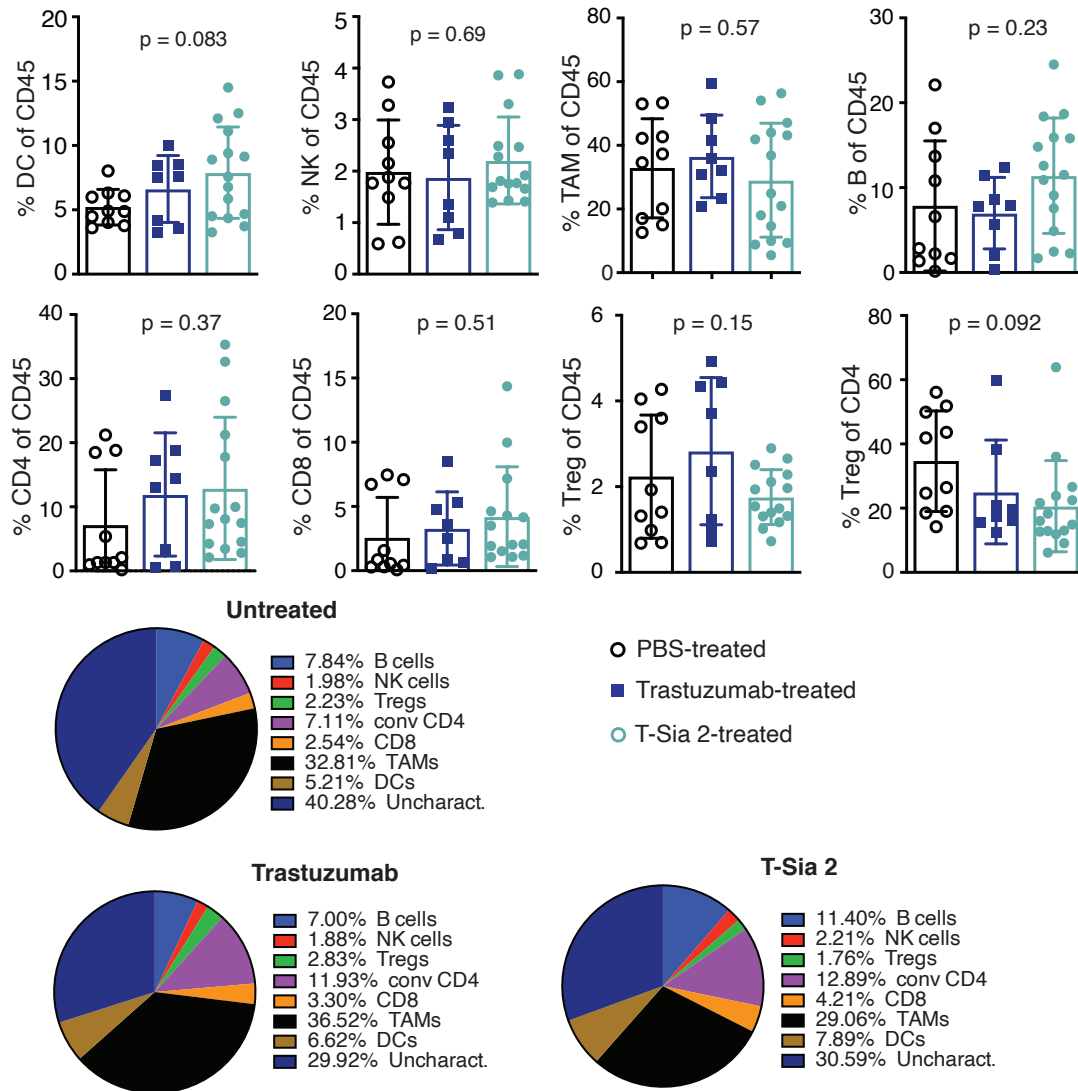 % DC of CD45
20
15
10
5
0
p = 0.083
% NK of CD45
5
4
3
2
1
0
p = 0.69
% TAM of CD45
80
60
40
20
0
p = 0.57
% B of CD45
30
20
10
0
p = 0.23
% CD4 of CD45
40
30
20
10
0
p = 0.37
% CD8 of CD45
20
15
10
5
0
p = 0.51
% Treg of CD45
6
4
2
0
p = 0.15
% Treg of CD4
80
60
40
20
0
p = 0.092
Untreated
7.84% B cells
1.98% NK cells
2.23% Tregs
7.11% conv CD4
2.54% CD8
32.81% TAMs
5.21% DCs
40.28% Uncharact.
PBS-treated
Trastuzumab-treated
T-Sia 2-treated
Trastuzumab
7.00% B cells
1.88% NK cells
2.83% Tregs
11.93% conv CD4
3.30% CD8
36.52% TAMs
6.62% DCs
29.92% Uncharact.
T-Sia 2
11.40% B cells
2.21% NK cells
1.76% Tregs
12.89% conv CD4
4.21% CD8
29.06% TAMs
7.89% DCs
30.59% Uncharact.